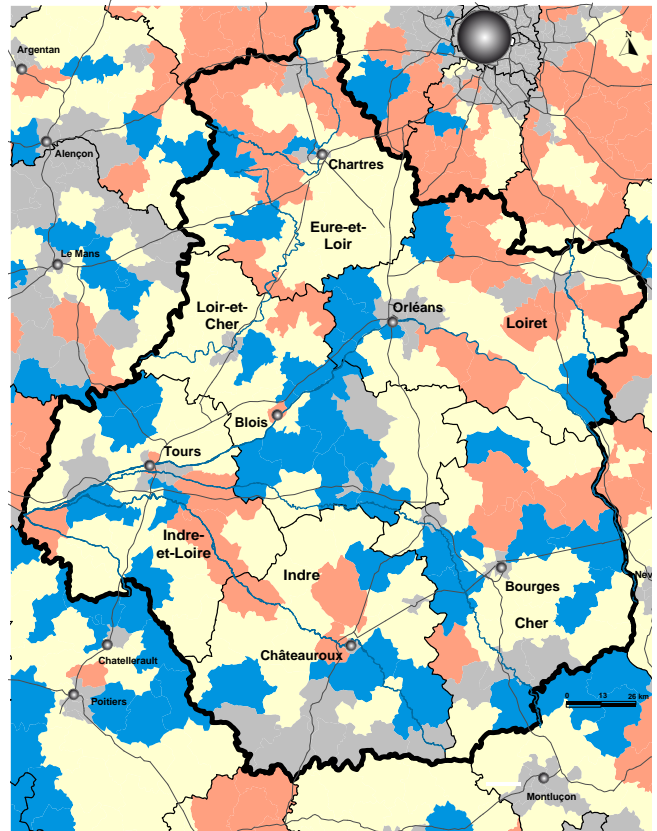 Argentan
N
Alençon
Chartres
Eure-et-
Loir
Le Mans
Loir-et-
Cher
Orléans
Loiret
Blois
Tours
Indre-
et-Loire
Indre
Bourges
Cher
Châteauroux
Chatellerault
Poitiers
0 13 26 km
Montluçon